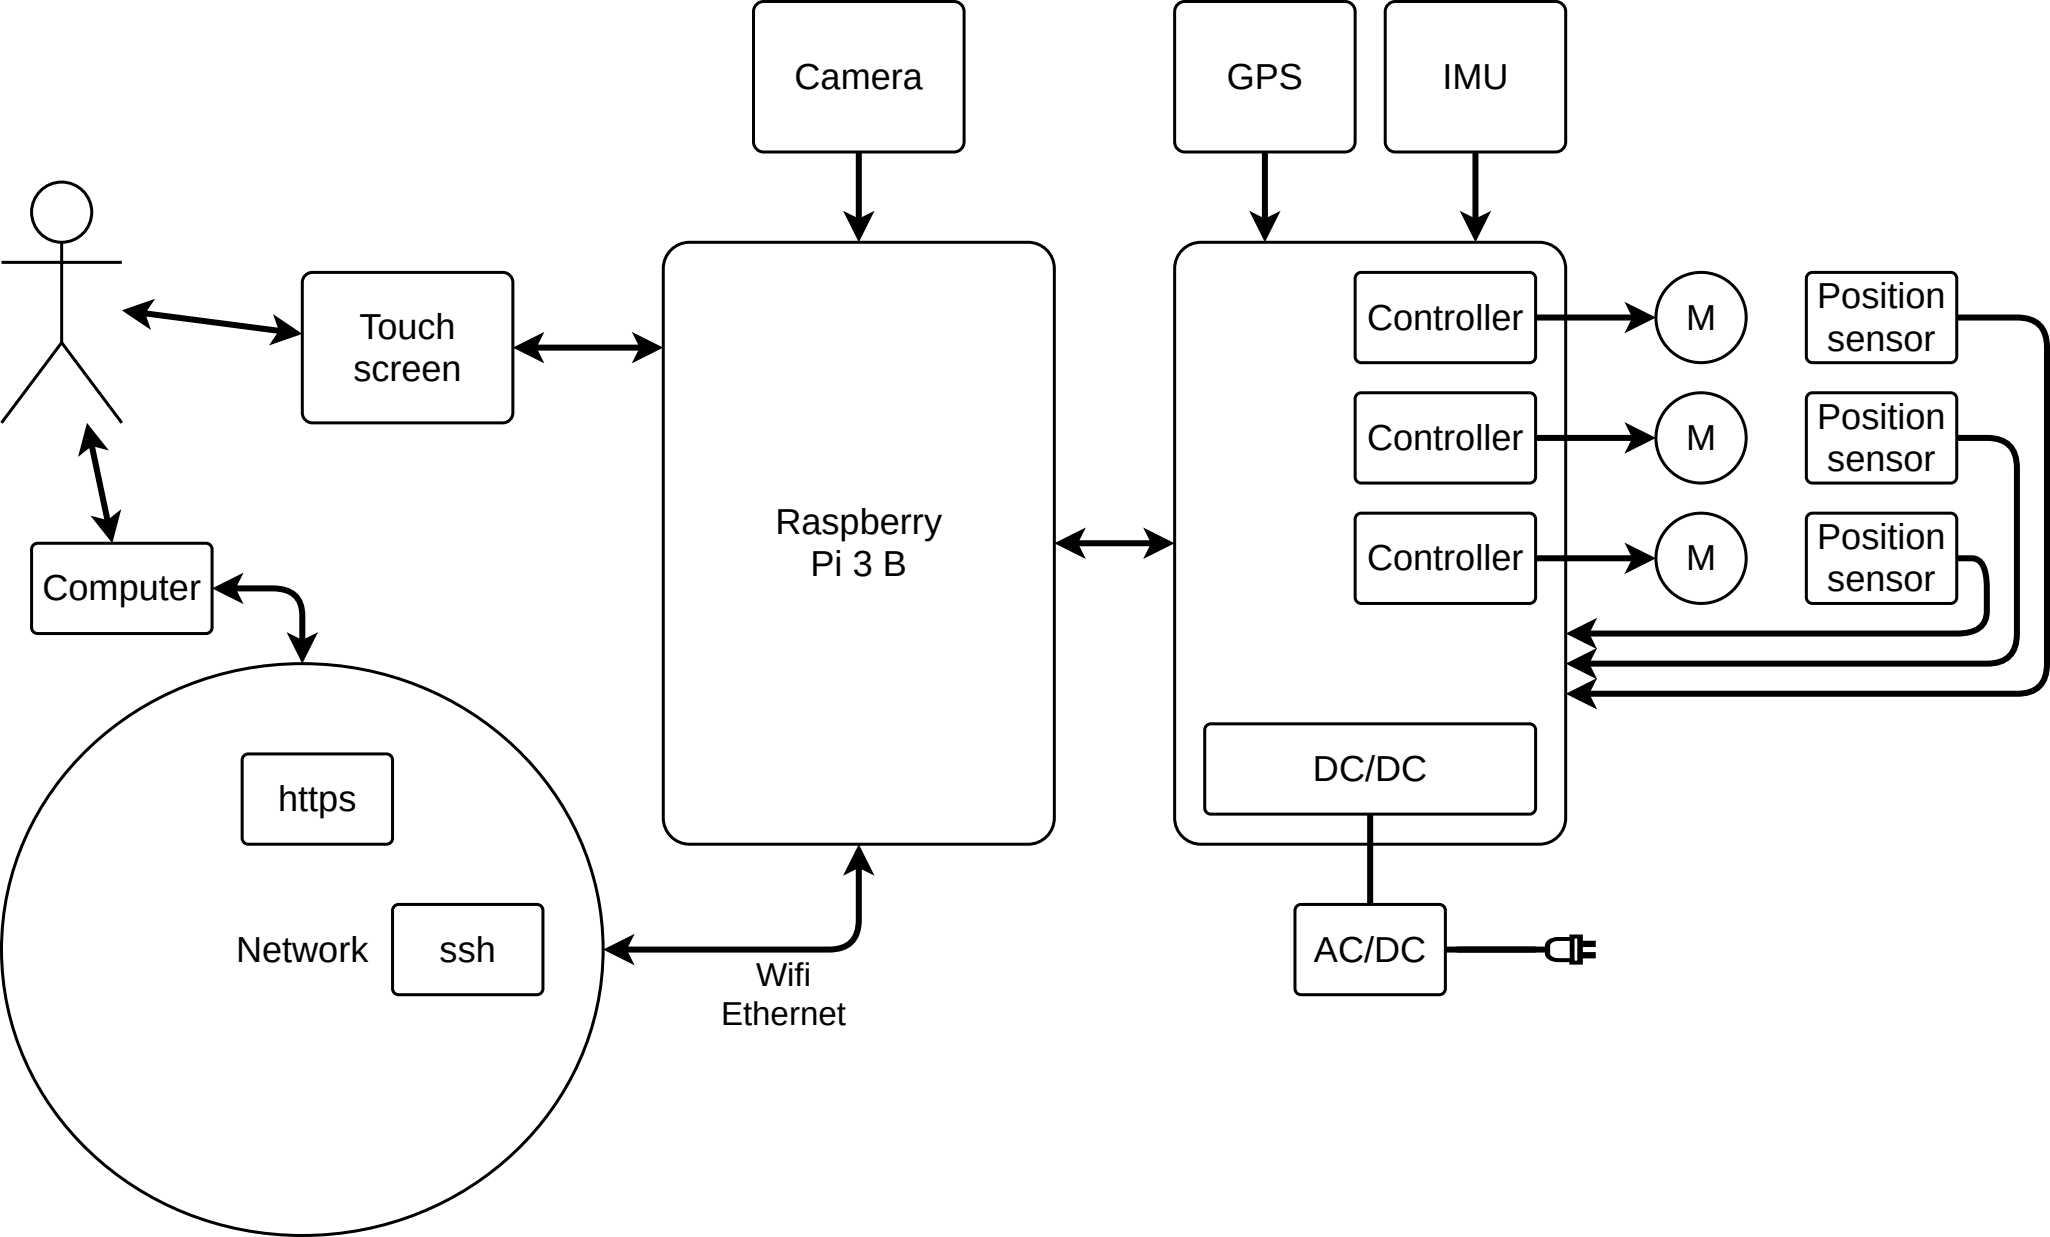 Camera
GPS
IMU
Touch
screen
Raspberry
Pi 3 B
Controller
M
Position
sensor
Controller
M
Position
sensor
Controller
M
Position
sensor
Computer
DC/DC
https
Network
ssh
Wifi
Ethernet
AC/DC